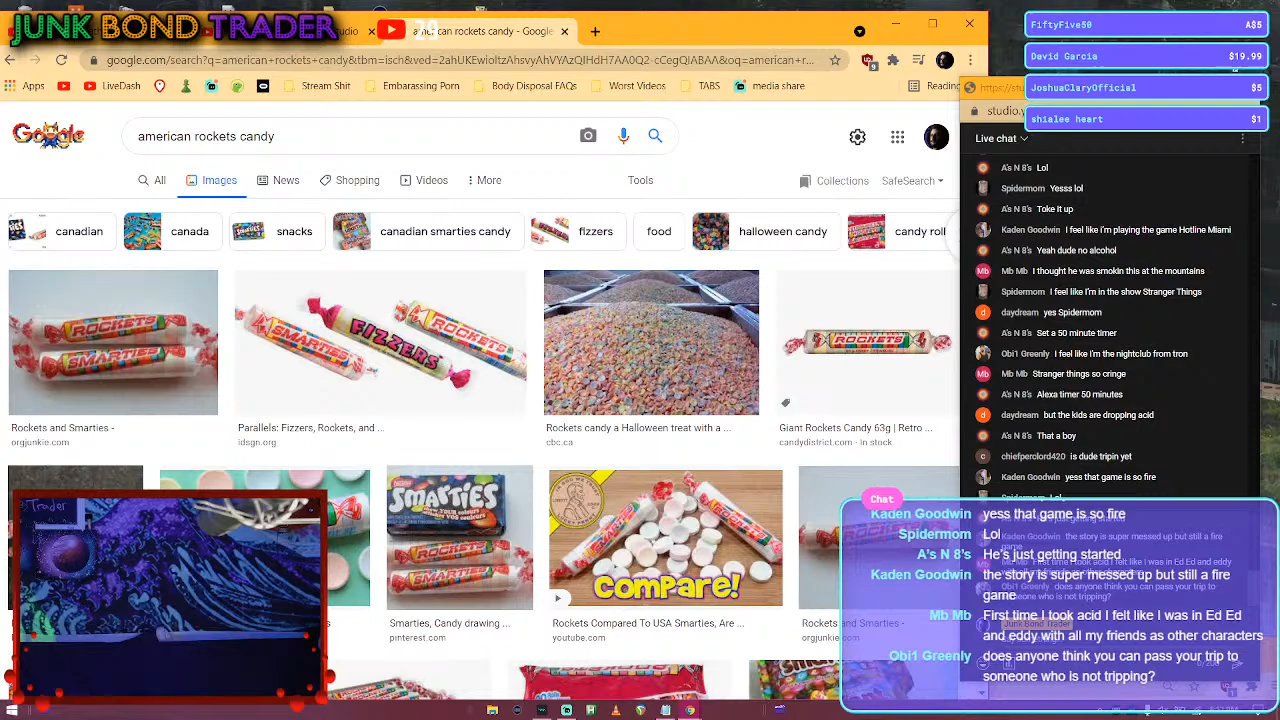 JUNK BOND TRADER
american rockets candy - Google
google.com/search?q=american+rockets+candy&
Apps
LiveDash
Stream Shit
Embarassing Porn
Body Disposal FAQs
Worst Videos
TABS
media share
Reading
Google
american rockets candy
All
Images
Shopping
Videos
More
Tools
Collections
SafeSearch
canadian
canada
snacks
canadian smarties candy
fizzers
food
halloween candy
candy roll
Rockets and Smarties -
orgjunkie.com
Parallels Peers, Rockets, and ...
idsgn.org
Rockets candy a Halloween treat with a ...
cbc.ca
Giant Rockets Candy 63g | Retro ...
candydistrict.com - In stock
ROCKETS
SMARTIES
SMARTIES
FIZZERS
ROCKETS
ROCKETS
SMARTIES
COMPARE!
Smarties, Candy drawing ...
pinterest.com
Rockets Compared To USA Smarties, Are ...
youtube.com
Rockets and Smarties -
orgjunkie.com
Trader
FiftyFive50 A$5
David Garcia $19.99
JoshuaClaryOfficial $5
shialee heart $1
Live chat
A's N 8's Lol
Spidermom Yesss lol
A's N 8's Toke it up
Kaden Goodwin I feel like i'm playing the game Hotline Miami
A's N 8's Yeah dude no alcohol
Mb Mb I thought he was smokin this at the mountains
Spidermom I feel like I'm in the show Stranger Things
daydream yes Spidermom
A's N 8's Set a 50 minute timer
Obi1 Greenly I feel like I'm the nightclub from tron
Mb Mb Stranger things so cringe
A's N 8's Alexa timer 50 minutes
daydream but the kids are dropping acid
A's N 8's That a boy
chiefperclord420 is dude tripin yet
Kaden Goodwin yess that game is so fire
Chat
Kaden Goodwin yess that game is so fire
Spidermom Lol
A's N 8's He's just getting started
Kaden Goodwin the story is super messed up but still a fire
game
Mb Mb First time I took acid I felt like I was in Ed Ed
and eddy with all my friends as other characters
Obi1 Greenly does anyone think you can pass your trip to
someone who is not tripping?